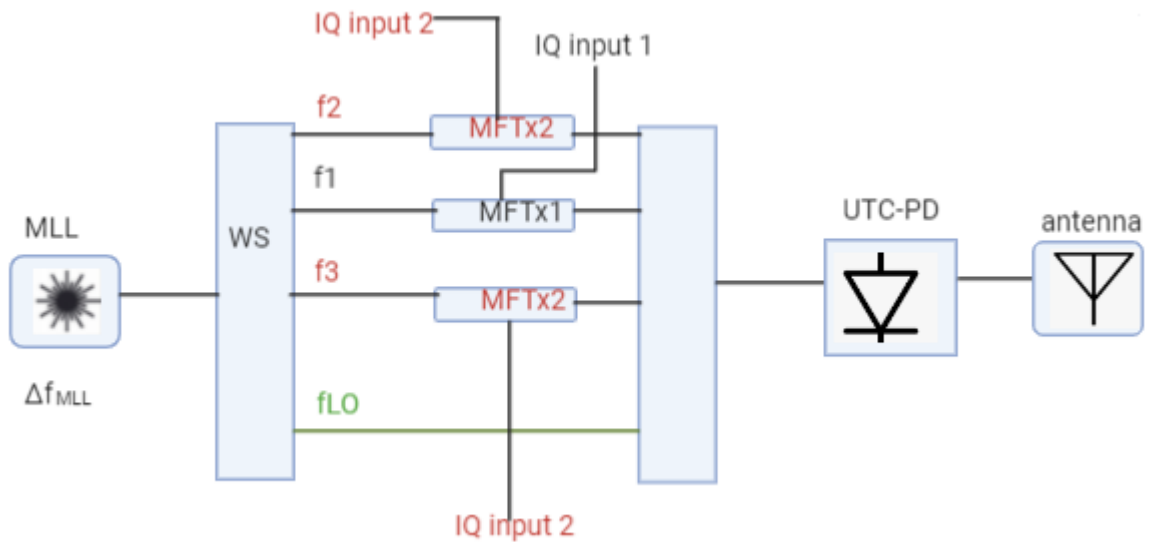 IQ input 2
IQ input 1
f2
MFTx2
f1
MFTx1
UTC-PD
antenna
MLL
WS
f3
MFTx2
ΔfMLL
fLO
IQ input 2